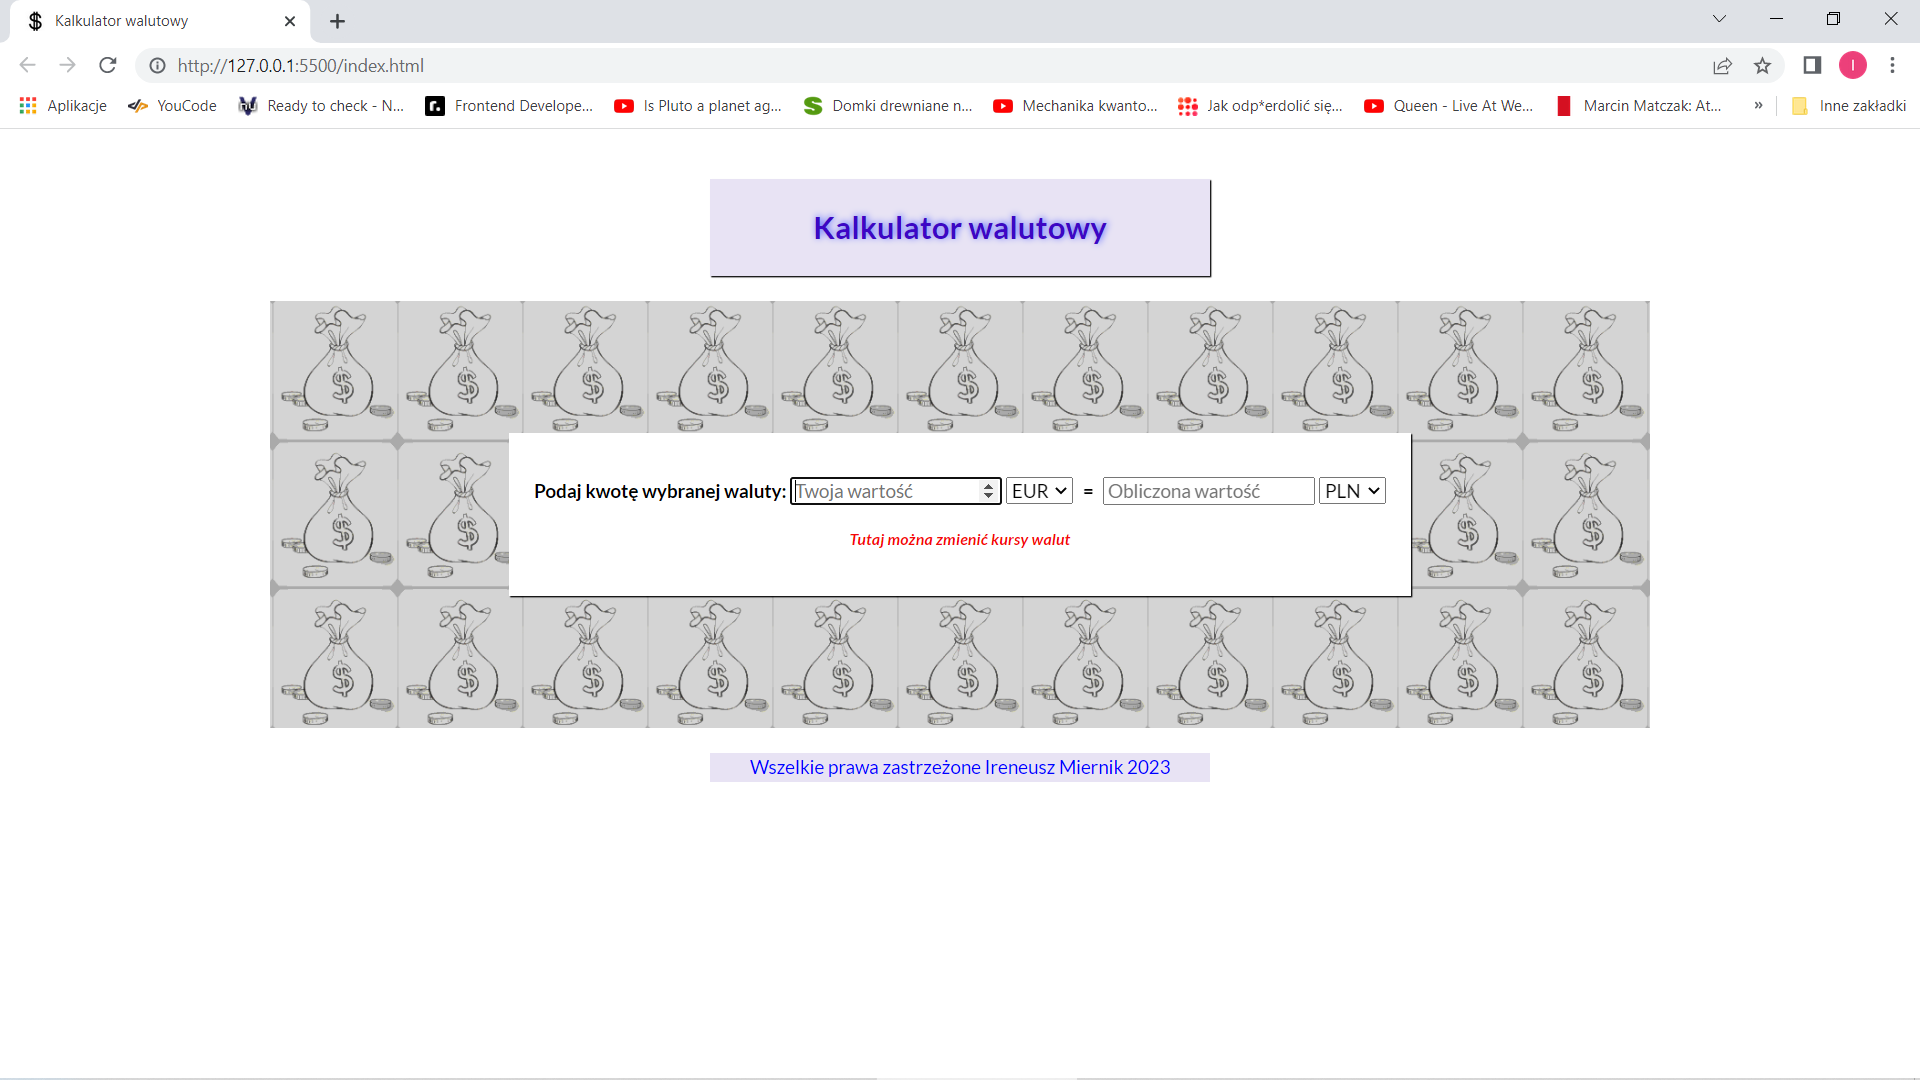 Kalkulator walutowy
http://127.0.0.1:5500/index.html
I
Aplikacje YouCode Ready to check - N... Frontend Develope... Is Pluto a planet ag... Domki drewniane n... Mechanika kwanto... Jak odp*erdolić się... Queen - Live At We... Marcin Matczak: At... » Inne zakładki
Kalkulator walutowy
Podaj kwotę wybranej waluty: Twoja wartość EUR = Obliczona wartość PLN
Tutaj można zmienić kursy walut
Wszelkie prawa zastrzeżone Ireneusz Miernik 2023